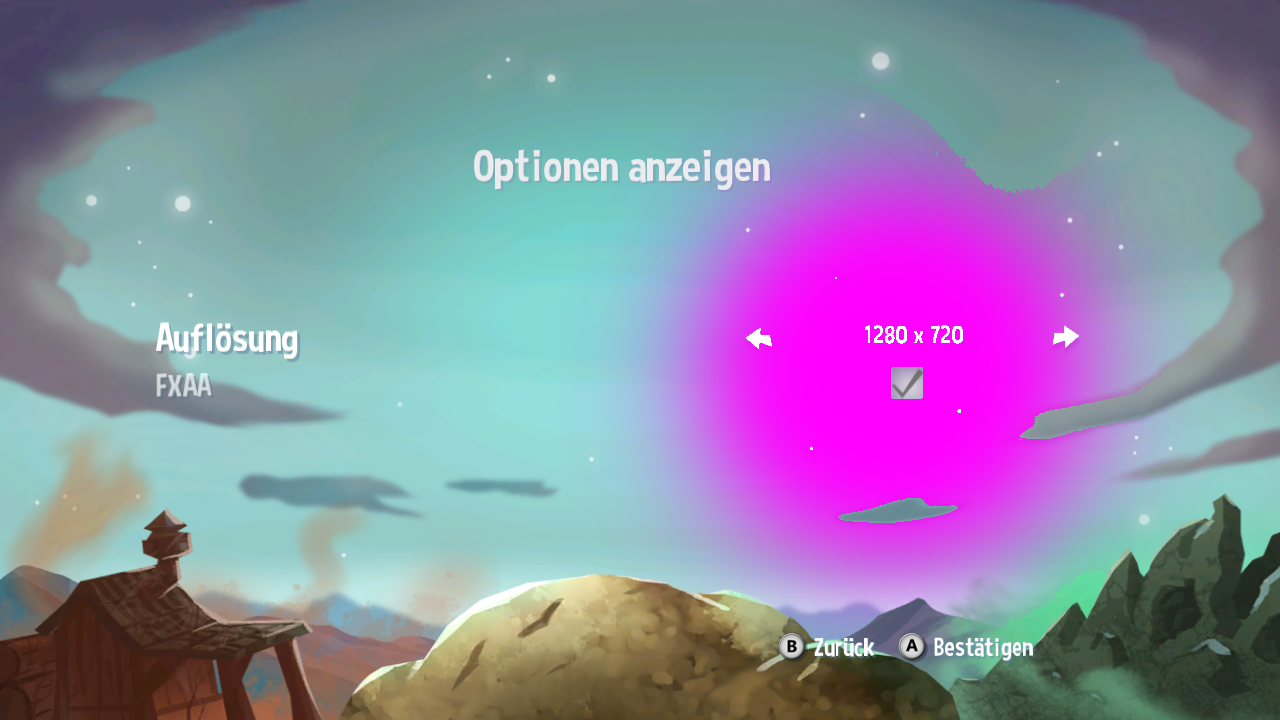 Optionen anzeigen
Auflösung
1280 x 720
FXAA
B Zurück A Bestätigen